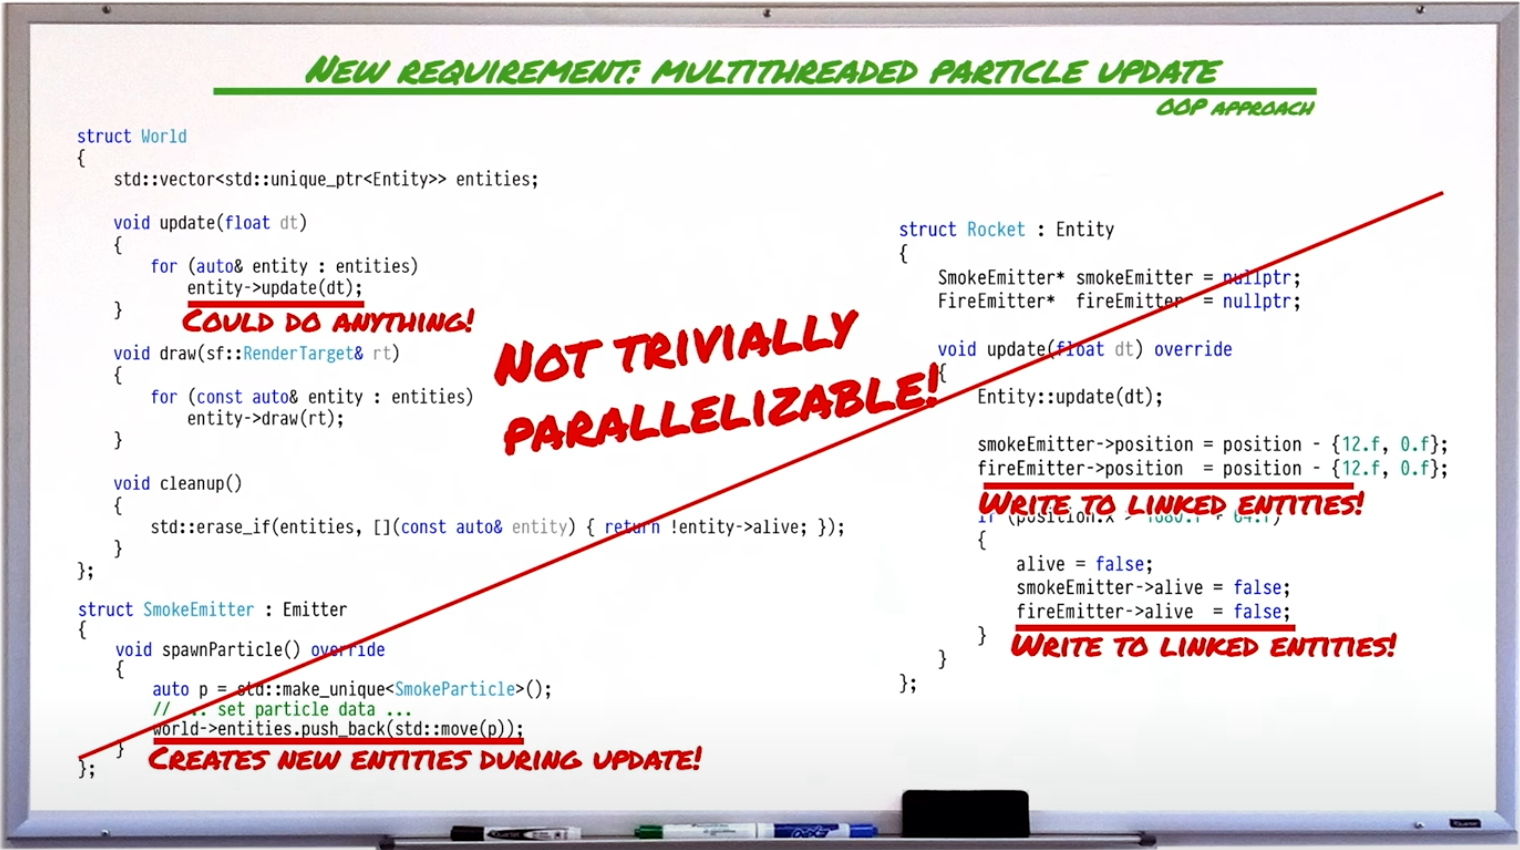 New requirement: multithreaded particle update
OOP approach
struct World
{
std::vector<std::unique_ptr<Entity>> entities;
void update(float dt)
{
for (auto& entity : entities)
entity->update(dt);
}
Could do anything!
void draw(sf::RenderTarget& rt)
{
for (const auto& entity : entities)
entity->draw(rt);
}
void cleanup()
{
std::erase_if(entities, [](const auto& entity) { return !entity->alive; });
}
};
struct SmokeEmitter : Emitter
{
void spawnParticle() override
{
auto p = std::make_unique<SmokeParticle>();
// ... set particle data ...
world->entities.push_back(std::move(p));
}
Creates new entities during update!
};
Not trivially
parallelizable!
struct Rocket : Entity
{
SmokeEmitter* smokeEmitter = nullptr;
FireEmitter* fireEmitter = nullptr;
void update(float dt) override
{
Entity::update(dt);
smokeEmitter->position = position - {12.f, 0.f};
fireEmitter->position = position - {12.f, 0.f};
Write to linked entities!
if (position.x >
{
alive = false;
smokeEmitter->alive = false;
fireEmitter->alive = false;
}
Write to linked entities!
}
};
Quartet